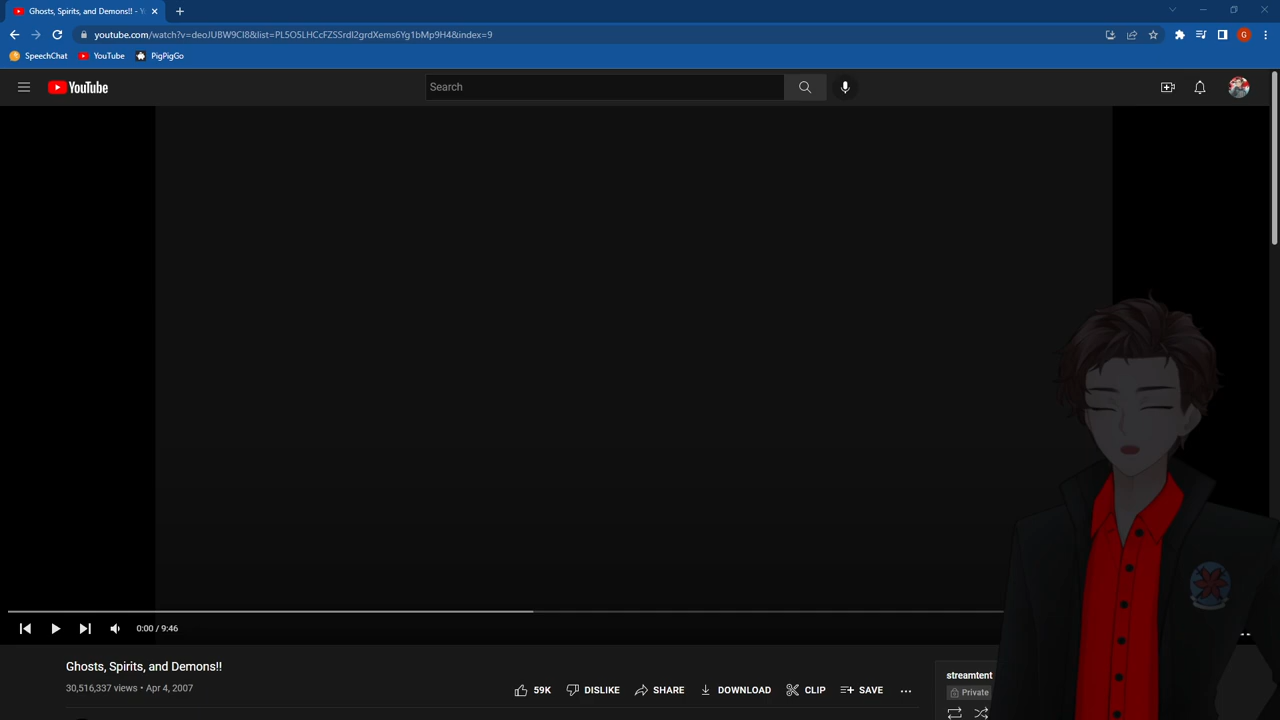 Ghosts, Spirits, and Demons!! - Y
youtube.com/watch?v=deoJUBW9CI8&list=PL5O5LHCcFZSSrdI2grdXems6Yg1bMp9H4&index=9
G
SpeechChat
YouTube
PigPigGo
YouTube
Search
0:00 / 9:46
Ghosts, Spirits, and Demons!!
30,516,337 views • Apr 4, 2007
59K
DISLIKE
SHARE
DOWNLOAD
CLIP
SAVE
streamtent
Private